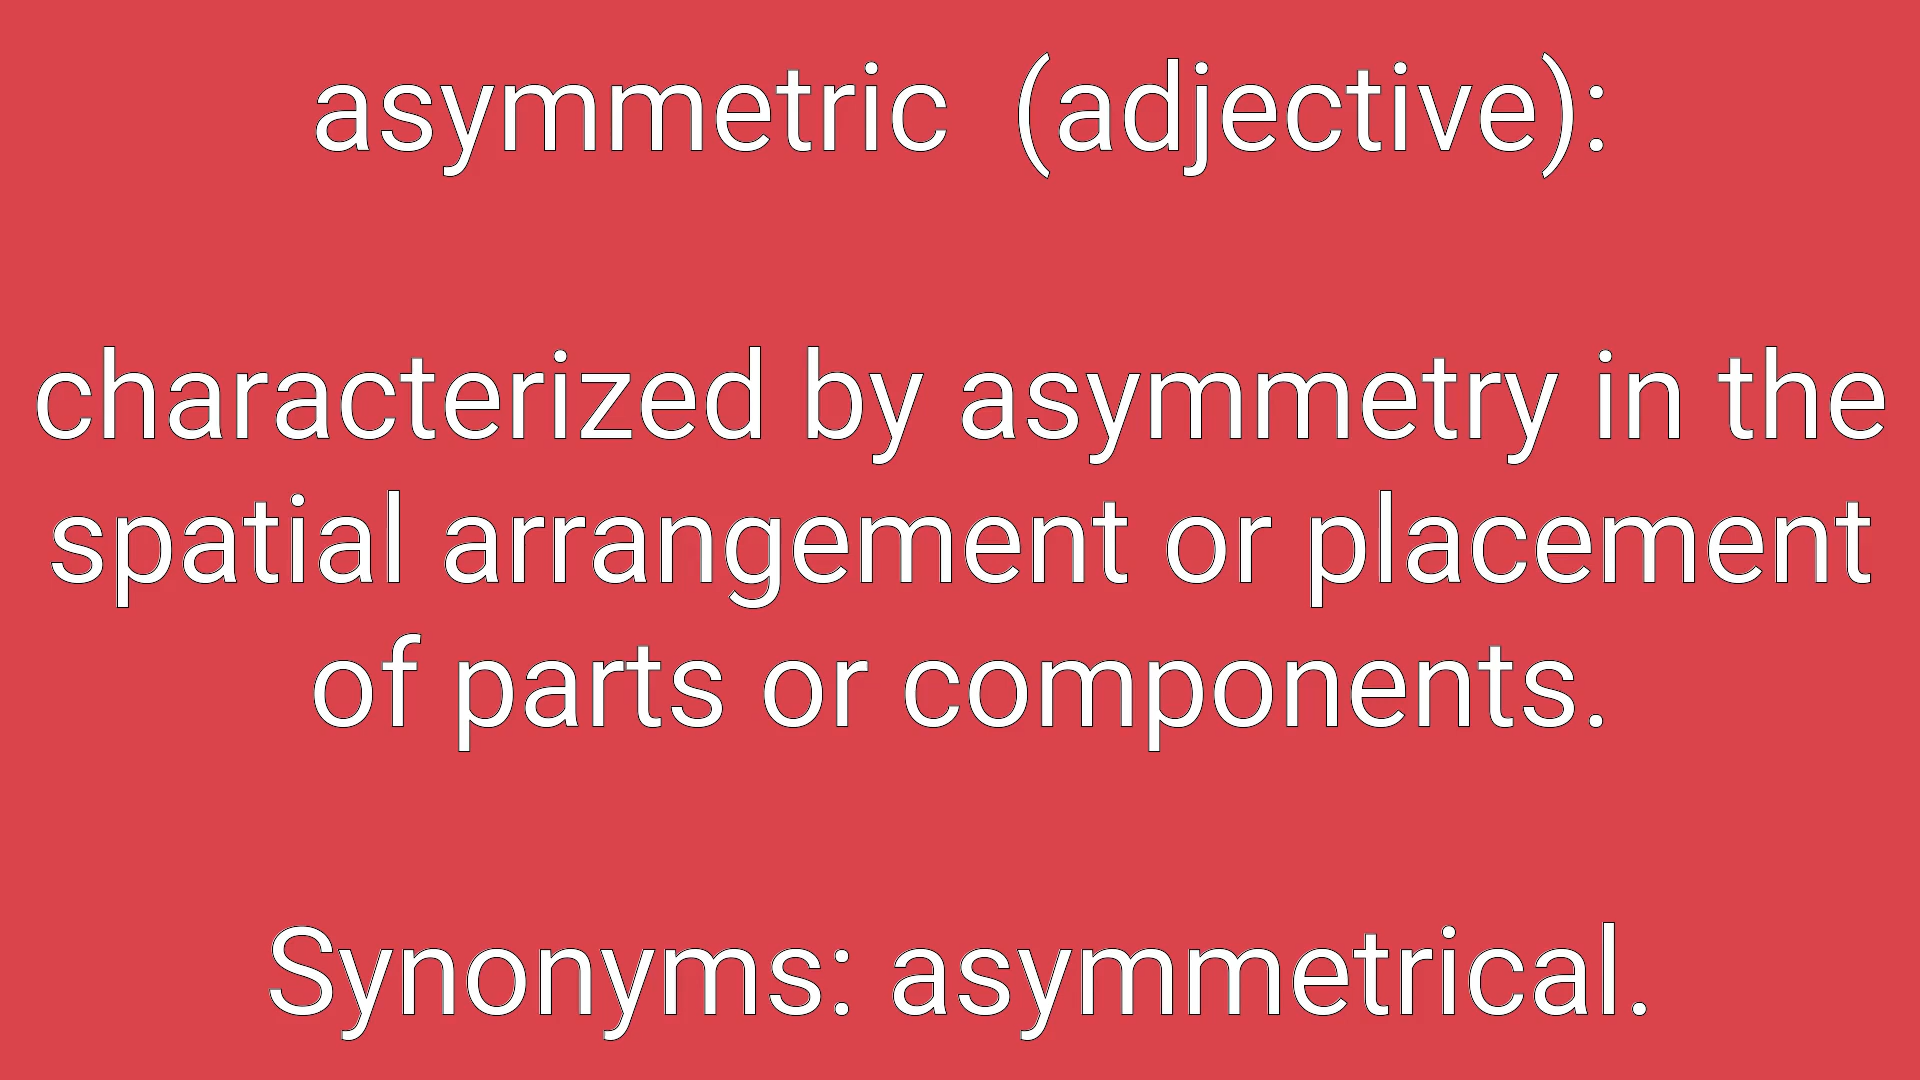 asymmetric  (adjective):
characterized by asymmetry in the
spatial arrangement or placement
of parts or components.
Synonyms: asymmetrical.